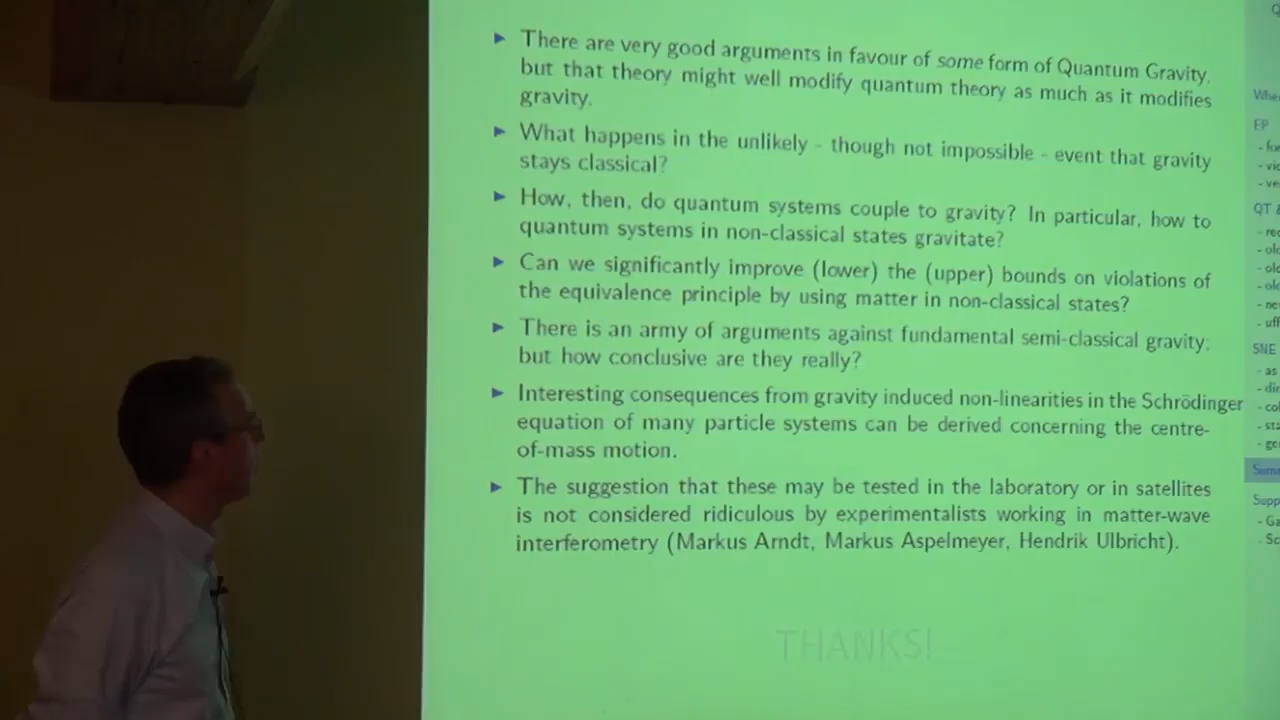 ▶ There are very good arguments in favour of some form of Quantum Gravity,
but that theory might well modify quantum theory as much as it modifies
gravity.
▶ What happens in the unlikely - though not impossible - event that gravity
stays classical?
▶ How, then, do quantum systems couple to gravity? In particular, how to
quantum systems in non-classical states gravitate?
▶ Can we significantly improve (lower) the (upper) bounds on violations of
the equivalence principle by using matter in non-classical states?
▶ There is an army of arguments against fundamental semi-classical gravity;
but how conclusive are they really?
▶ Interesting consequences from gravity induced non-linearities in the Schrödinger
equation of many particle systems can be derived concerning the centre-
of-mass motion.
▶ The suggestion that these may be tested in the laboratory or in satellites
is not considered ridiculous by experimentalists working in matter-wave
interferometry (Markus Arndt, Markus Aspelmeyer, Hendrik Ulbricht).
THANKS!
EP
QT
SNE
- as